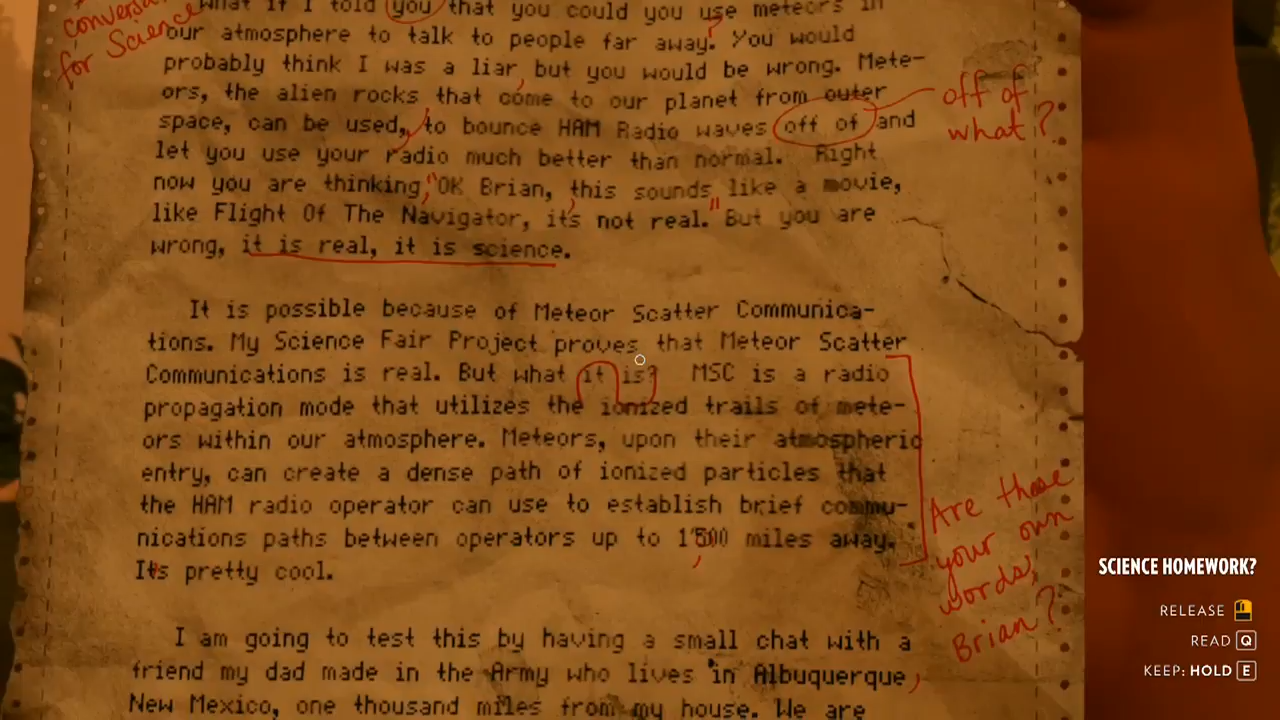 conversa
for Science
What if I told you that you could you use meteors in
our atmosphere to talk to people far away? You would
probably think I was a liar, but you would be wrong. Mete-
ors, the alien rocks that come to our planet from outer
space, can be used, to bounce HAM Radio waves off of and
off of
what?
let you use your radio much better than normal. Right
now you are thinking, "OK Brian, this sounds like a movie,
like Flight Of The Navigator, it's not real." But you are
wrong, it is real, it is science.
It is possible because of Meteor Scatter Communica-
tions. My Science Fair Project proves that Meteor Scatter
Communications is real. But what it is? MSC is a radio
propagation mode that utilizes the ionized trails of mete-
ors within our atmosphere. Meteors, upon their atmospheric
entry, can create a dense path of ionized particles that
the HAM radio operator can use to establish brief commu-
nications paths between operators up to 1,500 miles away.
It's pretty cool.
Are these
your own
words,
Brian?
I am going to test this by having a small chat with a
friend my dad made in the Army who lives in Albuquerque,
New Mexico, one thousand miles from my house. We are
SCIENCE HOMEWORK?
RELEASE
READ Q
KEEP: HOLD E